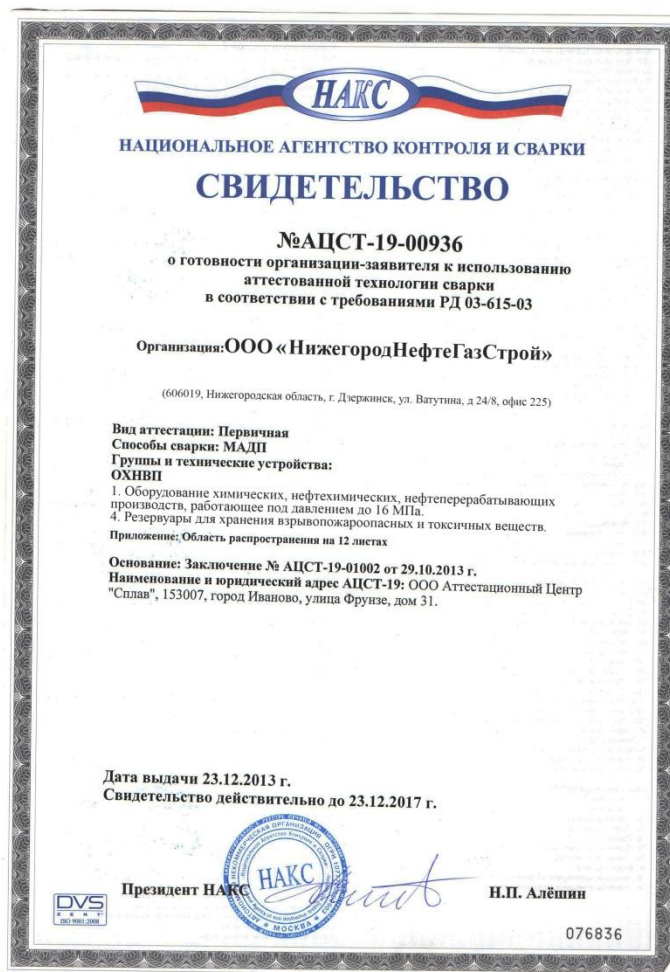 НАКС
НАЦИОНАЛЬНОЕ АГЕНТСТВО КОНТРОЛЯ И СВАРКИ
СВИДЕТЕЛЬСТВО
№АЦСТ-19-00936
о готовности организации-заявителя к использованию
аттестованной технологии сварки
в соответствии с требованиями РД 03-615-03
Организация:ООО «НижегородНефтеГазСтрой»
(606019, Нижегородская область, г. Дзержинск, ул. Ватутина, д 24/8, офис 225)
Вид аттестации: Первичная
Способы сварки: МАДП
Группы и технические устройства:
ОХНВП
1. Оборудование химических, нефтехимических, нефтеперерабатывающих
производств, работающее под давлением до 16 МПа.
4. Резервуары для хранения взрывопожароопасных и токсичных веществ.
Приложение: Область распространения на 12 листах
Основание: Заключение № АЦСТ-19-01002 от 29.10.2013 г.
Наименование и юридический адрес АЦСТ-19: ООО Аттестационный Центр
"Сплав", 153007, город Иваново, улица Фрунзе, дом 31.
Дата выдачи 23.12.2013 г.
Свидетельство действительно до 23.12.2017 г.
НАКС
МОСКВА
Президент НАКС
Н.П. Алёшин
DVS
ZERT
ISO 9001:2008
076836